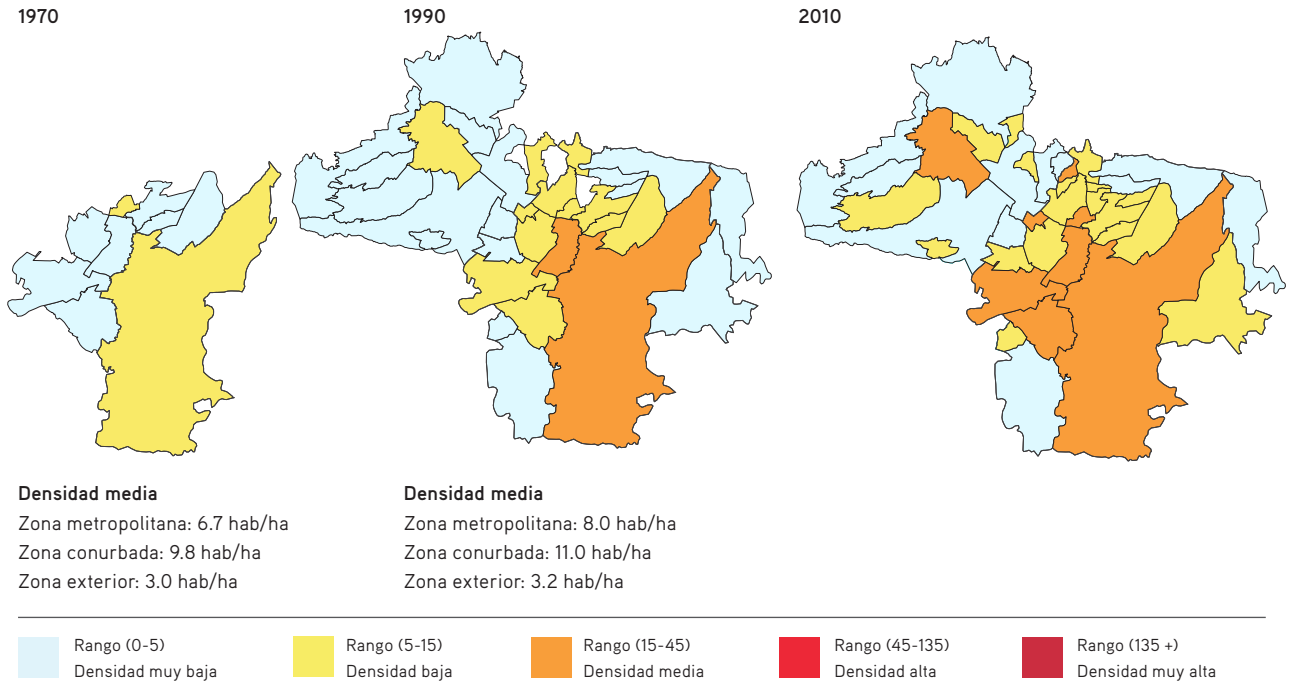 1970
1990
2010
Densidad media
Zona metropolitana: 6.7 hab/ha
Zona conurbada: 9.8 hab/ha
Zona exterior: 3.0 hab/ha
Densidad media
Zona metropolitana: 8.0 hab/ha
Zona conurbada: 11.0 hab/ha
Zona exterior: 3.2 hab/ha
Rango (0-5)
Densidad muy baja
Rango (5-15)
Densidad baja
Rango (15-45)
Densidad media
Rango (45-135)
Densidad alta
Rango (135 +)
Densidad muy alta